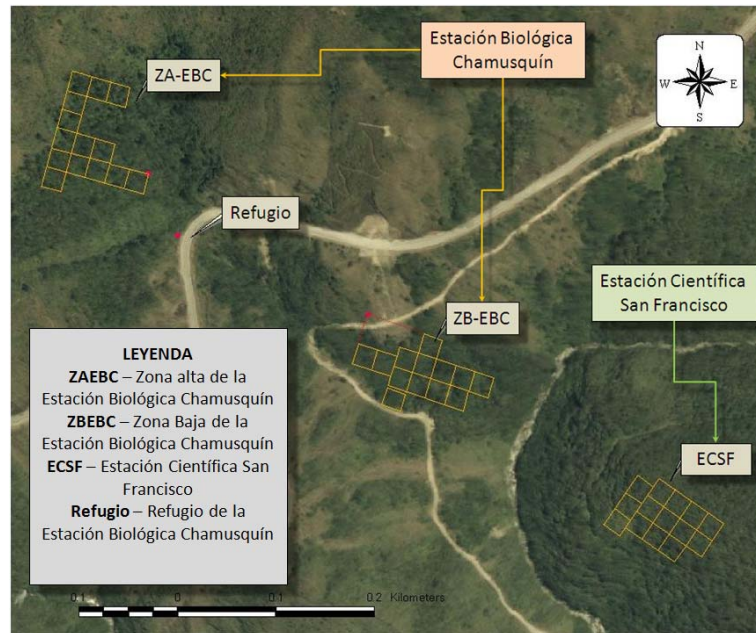 Estación Biológica
Chamusquín
ZA-EBC
N
W
E
S
Refugio
Estación Científica
San Francisco
ZB-EBC
LEYENDA
ZAEBC – Zona alta de la
Estación Biológica Chamusquín
ZBEBC – Zona Baja de la
Estación Biológica Chamusquín
ECSF – Estación Científica San
Francisco
Refugio – Refugio de la
Estación Biológica Chamusquín
ECSF
0.1 0 0.1 0.2 Kilometers